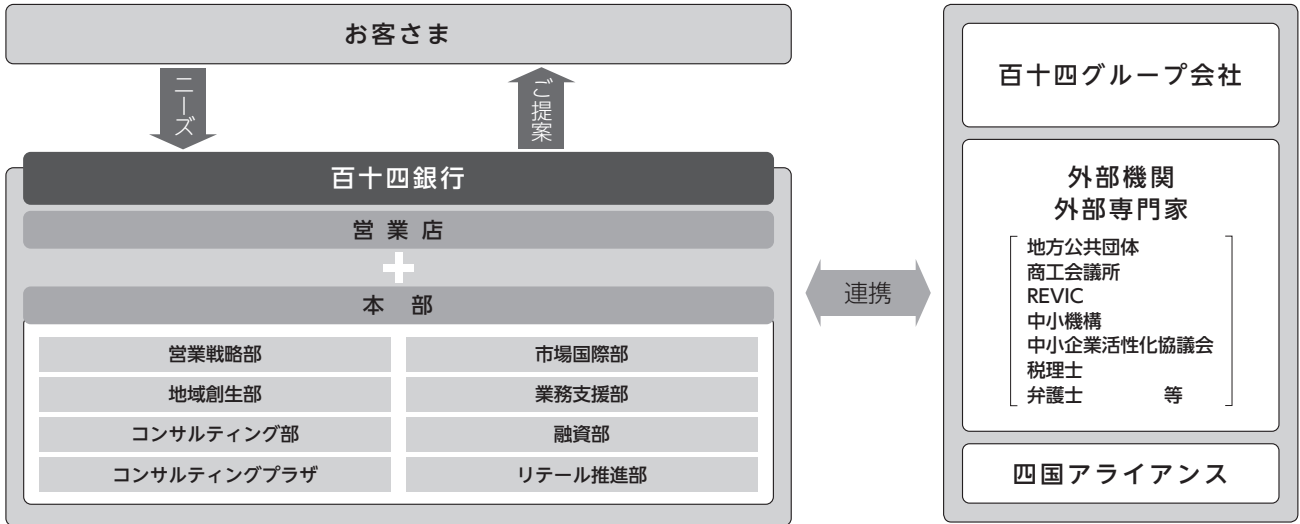 お客さま
ニーズ
ご提案
百十四銀行
営業店
+
本部
営業戦略部
市場国際部
地域創生部
業務支援部
コンサルティング部
融資部
コンサルティングプラザ
リテール推進部
連携
百十四グループ会社
外部機関
外部専門家
地方公共団体
商工会議所
REVIC
中小機構
中小企業活性化協議会
税理士
弁護士 等
四国アライアンス